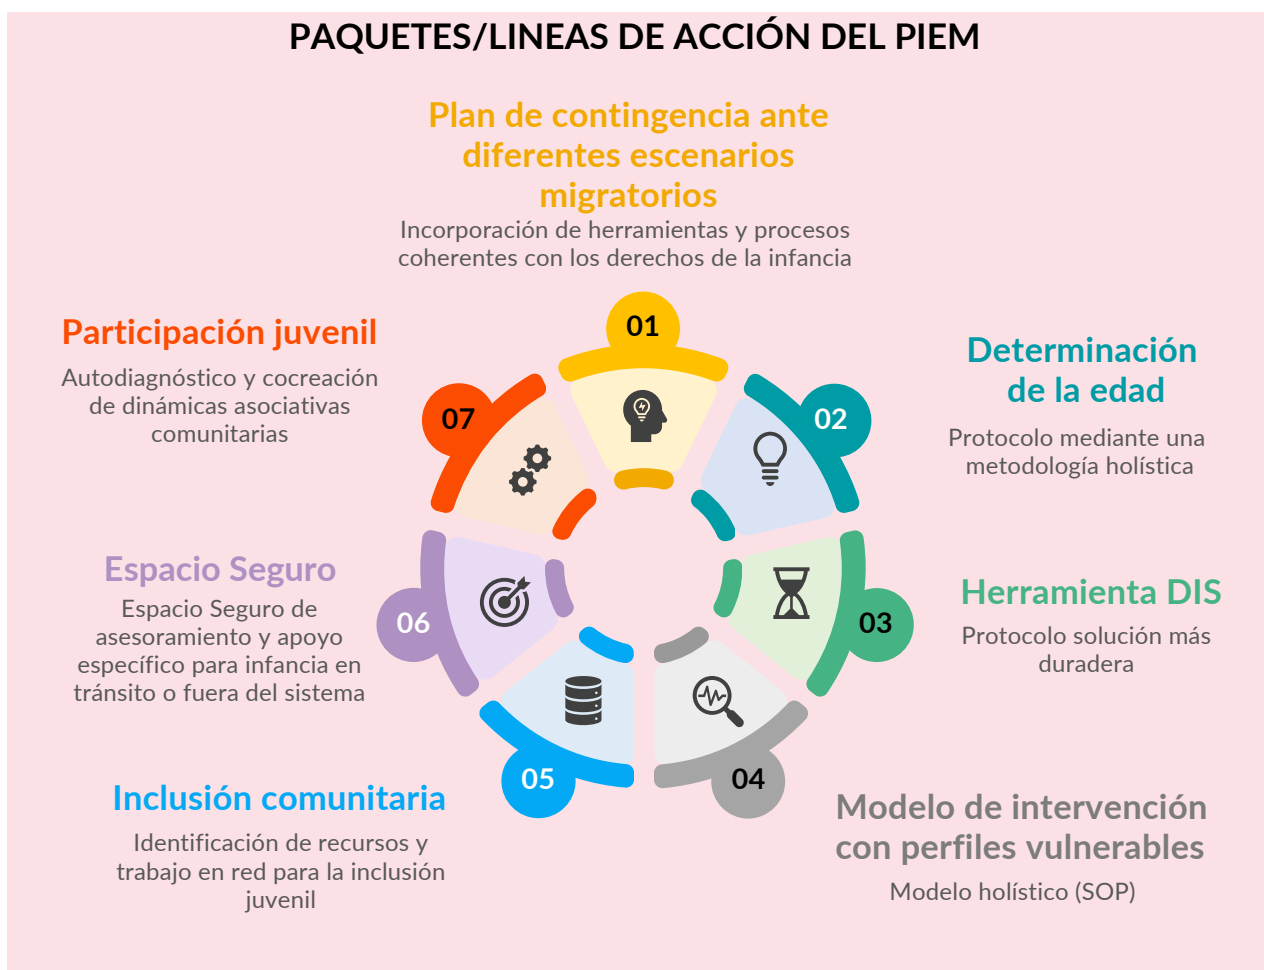 PAQUETES/LINEAS DE ACCIÓN DEL PIEM
Plan de contingencia ante
diferentes escenarios
migratorios
Incorporación de herramientas y procesos
coherentes con los derechos de la infancia
01
Determinación
de la edad
Protocolo mediante una
metodología holística
02
Herramienta DIS
Protocolo solución más
duradera
03
Modelo de intervención
con perfiles vulnerables
Modelo holístico (SOP)
04
Inclusión comunitaria
Identificación de recursos y
trabajo en red para la inclusión
juvenil
05
Espacio Seguro
Espacio Seguro de
asesoramiento y apoyo
específico para infancia en
tránsito o fuera del sistema
06
Participación juvenil
Autodiagnóstico y cocreación
de dinámicas asociativas
comunitarias
07